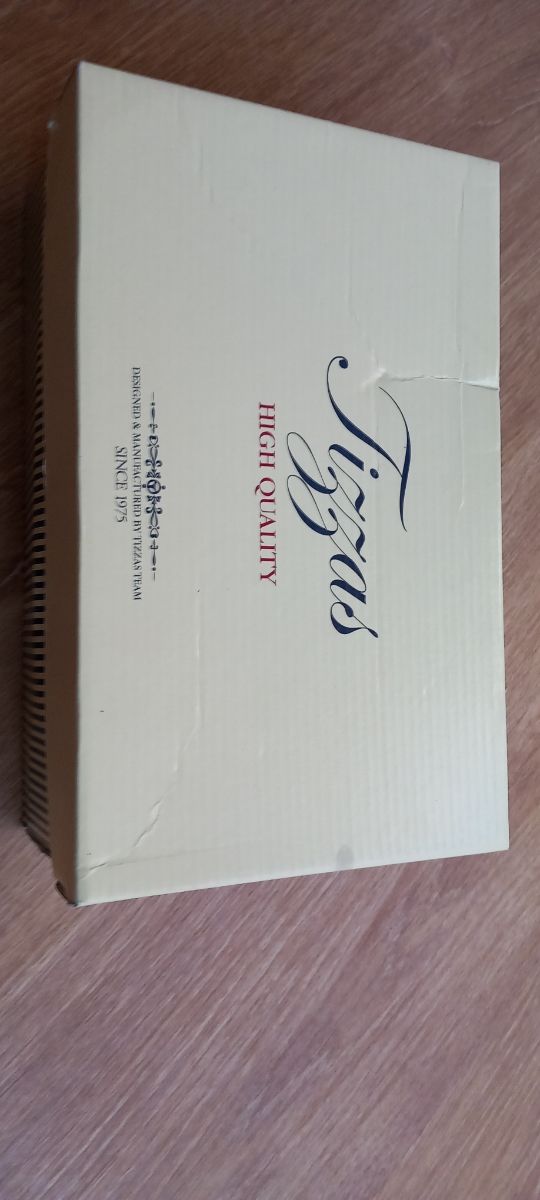 Tizzas
HIGH QUALITY
DESIGNED & MANUFACTURED BY TIZZAS TEAM
SINCE 1975